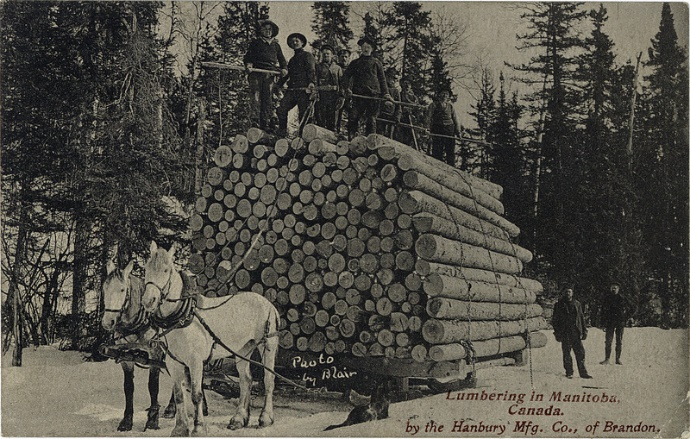 Photo
by Blair
Lumbering in Manitoba,
Canada.
by the Hanbury Mfg. Co., of Brandon.